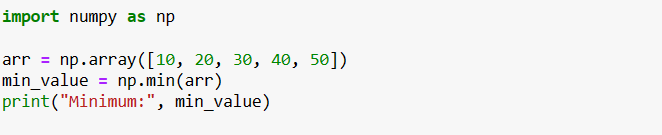 import numpy as np
arr = np.array([10, 20, 30, 40, 50])
min_value = np.min(arr)
print("Minimum:", min_value)